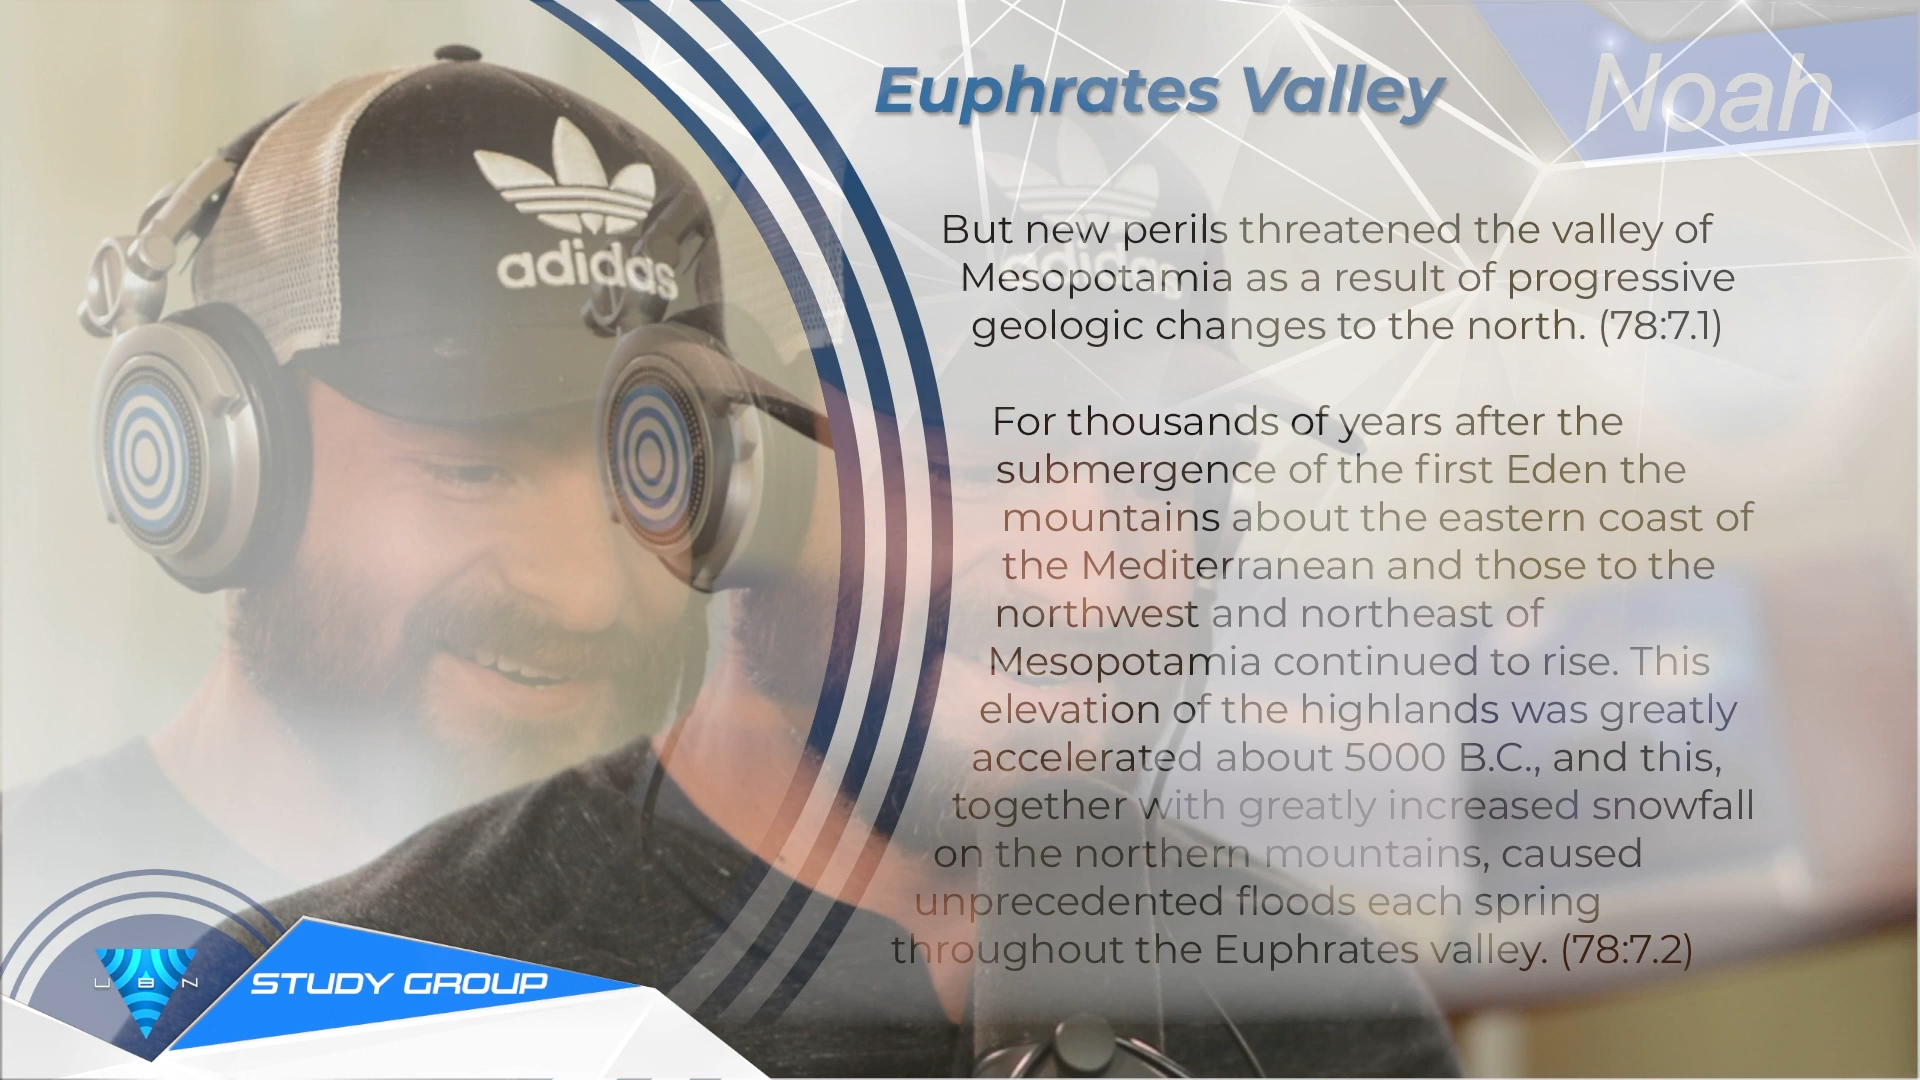 Euphrates Valley
Noah
But new perils threatened the valley of
Mesopotamia as a result of progressive
geologic changes to the north. (78:7.1)
For thousands of years after the
submergence of the first Eden the
mountains about the eastern coast of
the Mediterranean and those to the
northwest and northeast of
Mesopotamia continued to rise. This
elevation of the highlands was greatly
accelerated about 5000 B.C., and this,
together with greatly increased snowfall
on the northern mountains, caused
unprecedented floods each spring
throughout the Euphrates valley. (78:7.2)
adidas
adidas
UBN
STUDY GROUP